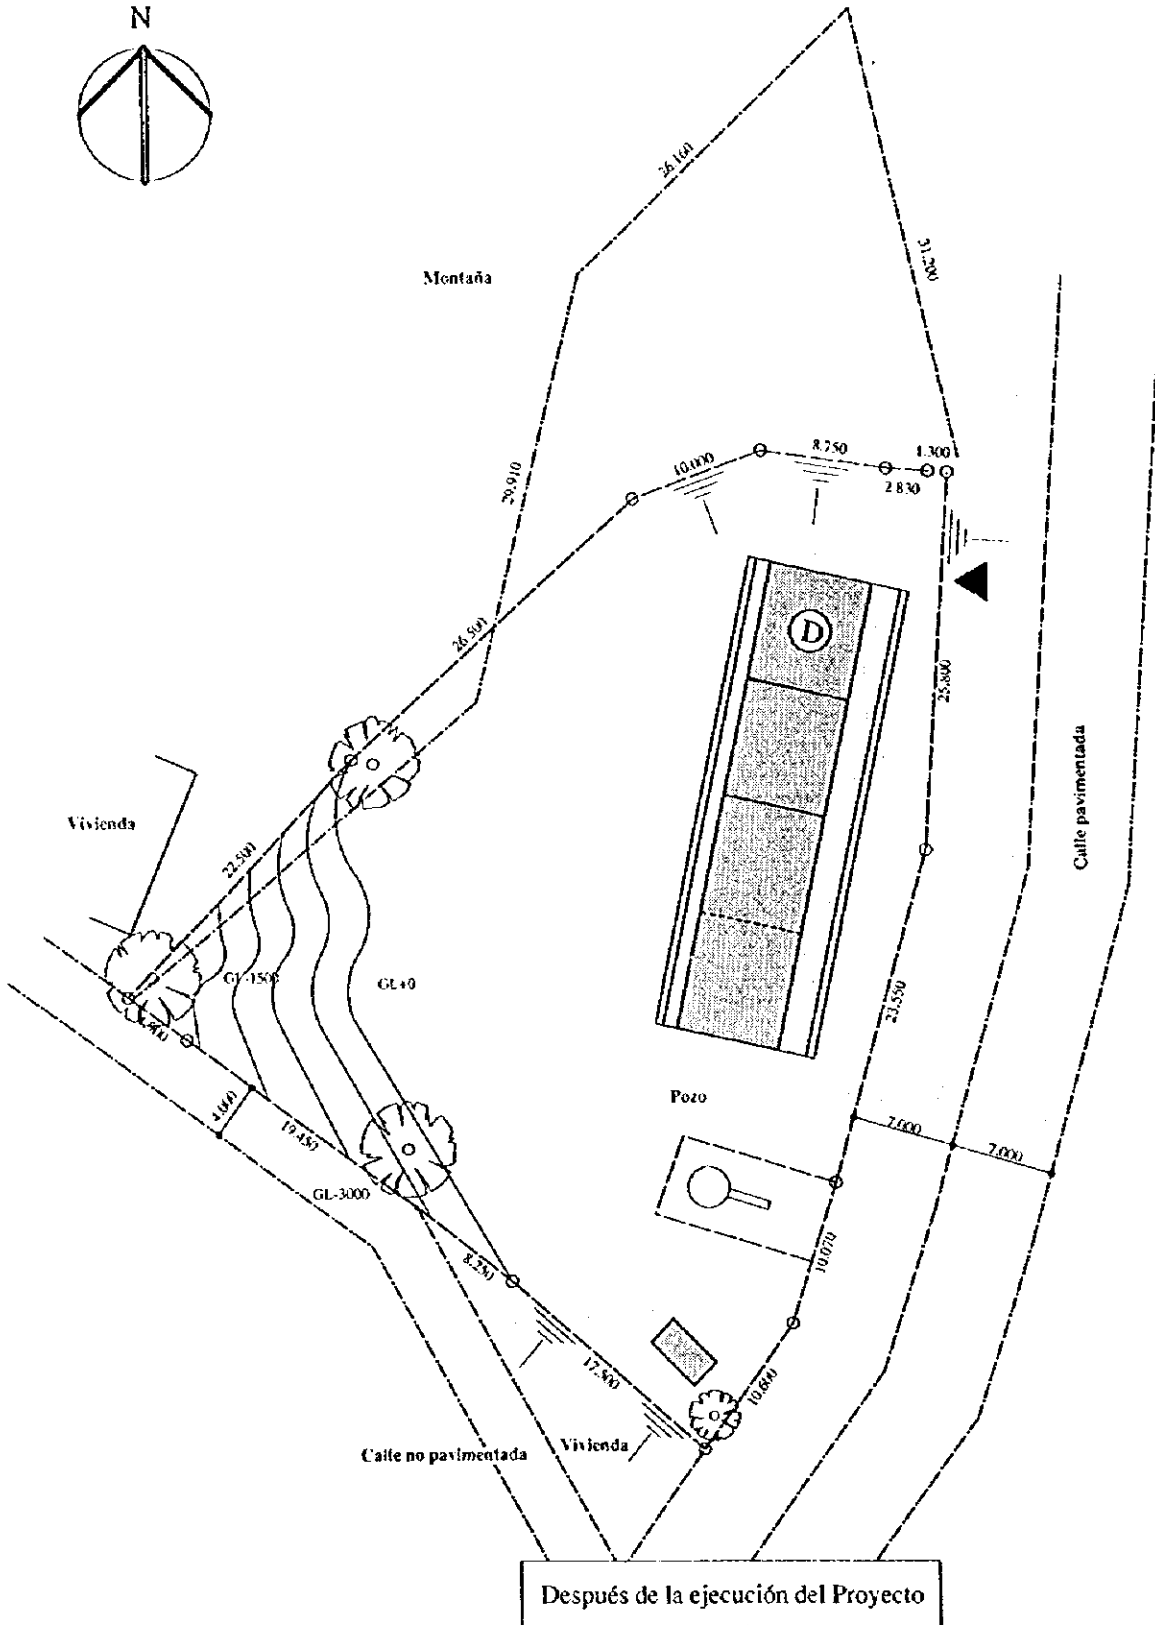 N
26.160
31.200
Montaña
8.750
1.300
10.000
2.830
29.910
D
26.500
25.800
Calle pavimentada
Vivienda
22.500
GL-1500
GL±0
23.550
4.000
Pozo
7.000
7.000
19.450
GL-3000
8.250
10.070
17.500
10.600
Vivienda
Calle no pavimentada
Después de la ejecución del Proyecto